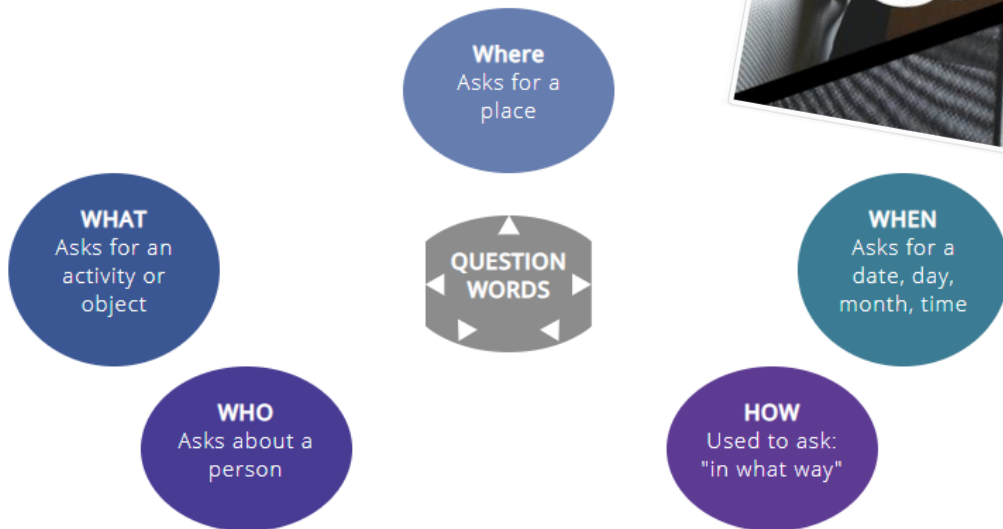 Where
Asks for a
place
WHAT
Asks for an
activity or
object
QUESTION
WORDS
WHEN
Asks for a
date, day,
month, time
WHO
Asks about a
person
HOW
Used to ask:
"in what way"